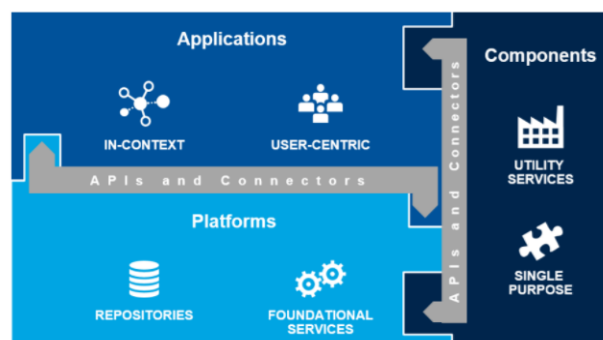 Applications
IN-CONTEXT
USER-CENTRIC
APIs and Connectors
Platforms
REPOSITORIES
FOUNDATIONAL
SERVICES
APIs and Connectors
Components
UTILITY
SERVICES
SINGLE
PURPOSE